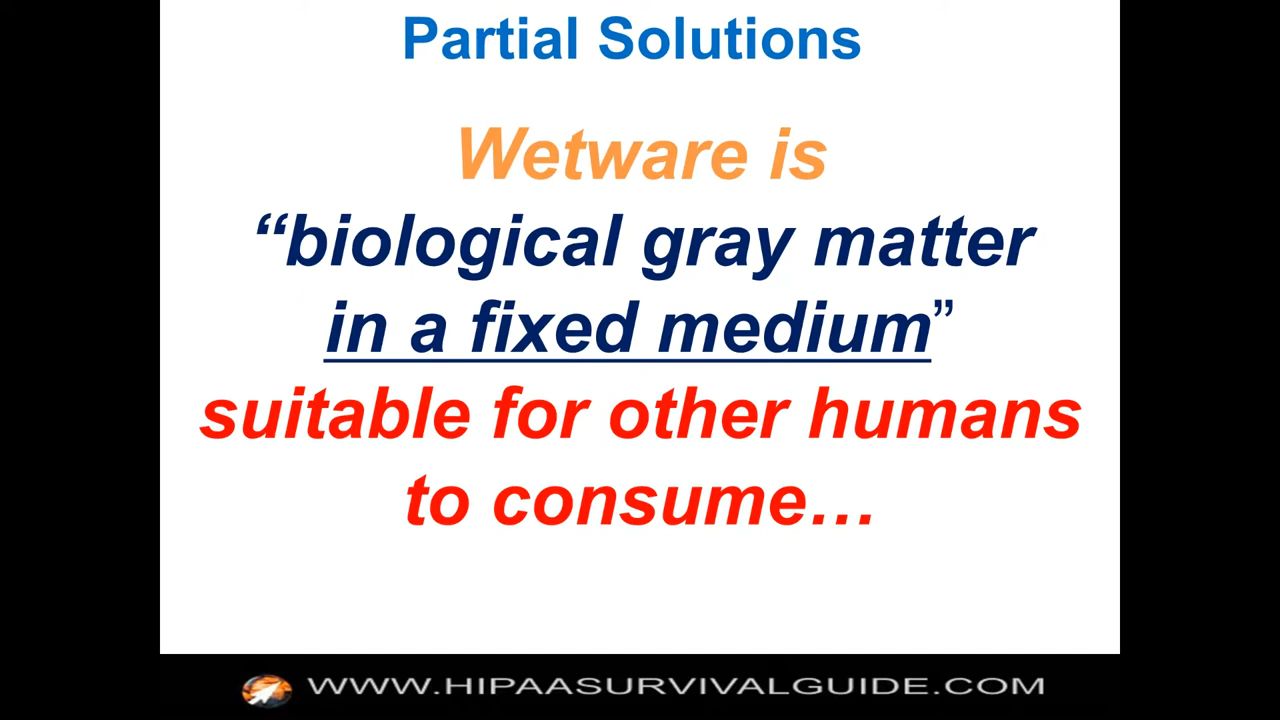 Partial Solutions
Wetware is
“biological gray matter
in a fixed medium”
suitable for other humans
to consume…
WWW.HIPAASURVIVALGUIDE.COM